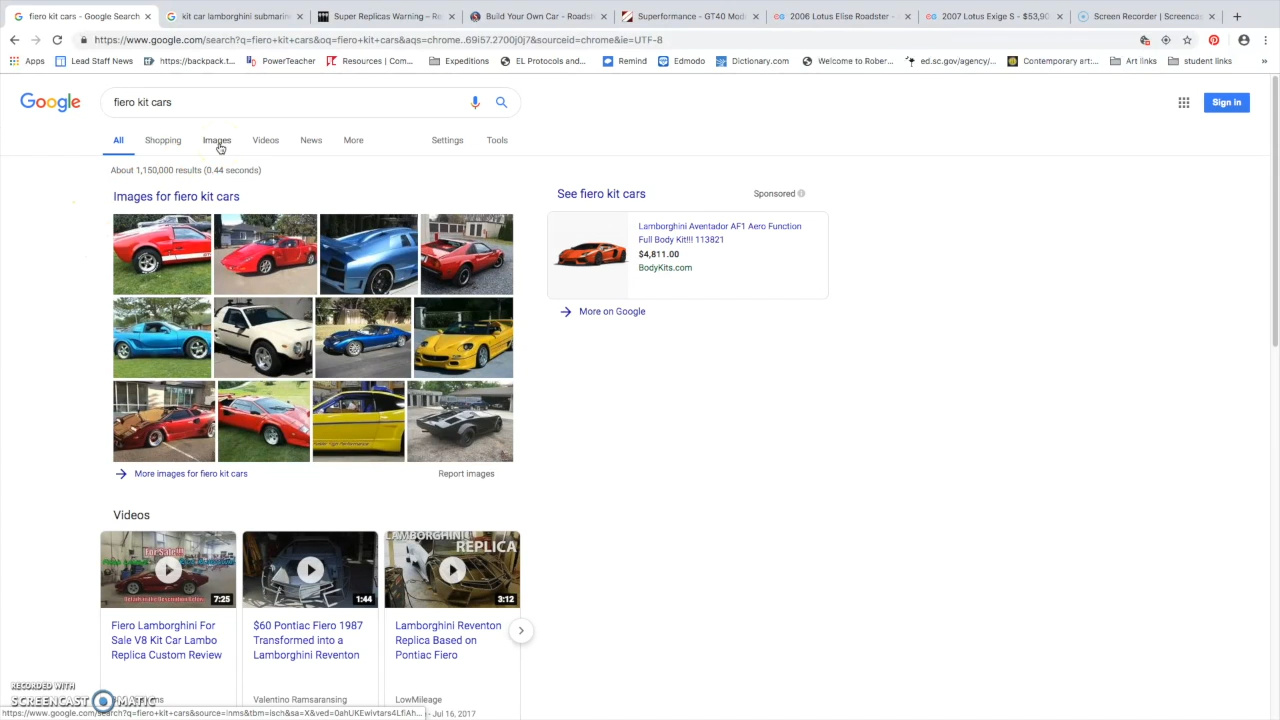 fiero kit cars - Google Search
kit car lamborghini submarin
Super Replicas Warning – Re
Build Your Own Car - Roadst
Superformance - GT40 Mod
2006 Lotus Elise Roadster -
2007 Lotus Exige S - $53,90
Screen Recorder | Screencas
https://www.google.com/search?q=fiero+kit+cars&oq=fiero+kit+cars&aqs=chrome..69i57.2700j0j7&sourceid=chrome&ie=UTF-8
Apps
Lead Staff News
https://backpack.t...
PowerTeacher
Resources | Com...
Expeditions
EL Protocols and...
Remind
Edmodo
Dictionary.com
Welcome to Rober...
ed.sc.gov/agency/...
Contemporary art:...
Art links
student links
Google
fiero kit cars
Sign in
All
Shopping
Images
Videos
News
More
Settings
Tools
About 1,150,000 results (0.44 seconds)
Images for fiero kit cars
See fiero kit cars
Sponsored
Lamborghini Aventador AF1 Aero Function
Full Body Kit!!! 113821
$4,811.00
BodyKits.com
More on Google
More images for fiero kit cars
Report images
Videos
For Sale!!!
7:25
1:44
LAMBORGHINI
REPLICA
3:12
Fiero Lamborghini For
Sale V8 Kit Car Lambo
Replica Custom Review
$60 Pontiac Fiero 1987
Transformed into a
Lamborghini Reventon
Lamborghini Reventon
Replica Based on
Pontiac Fiero
Valentino Ramsaransing
LowMileage
- Jul 16, 2017
RECORDED WITH
SCREENCAST MATIC